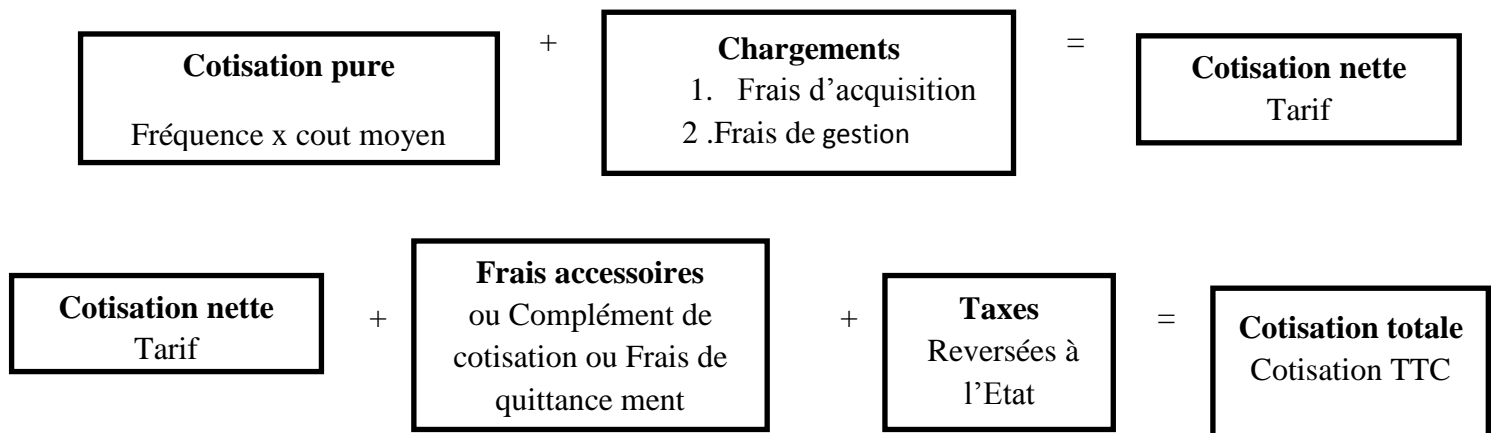 Cotisation pure
Fréquence x cout moyen
+
Chargements
1. Frais d’acquisition
2 .Frais de gestion
=
Cotisation nette
Tarif
Cotisation nette
Tarif
+
Frais accessoires
ou Complément de
cotisation ou Frais de
quittance ment
+
Taxes
Reversées à
l’Etat
=
Cotisation totale
Cotisation TTC